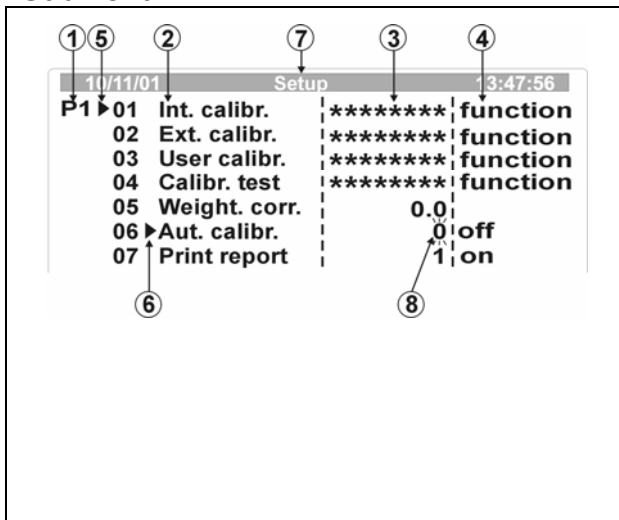 1 5 2 7 3 4
10/11/01 Setup 13:47:56
P1 ▶01 Int. calibr. ******** function
02 Ext. calibr. ******** function
03 User calibr. ******** function
04 Calibr. test ******** function
05 Weight. corr. 0.0
06 ▶Aut. calibr. 0 off
07 Print report 1 on
6 8